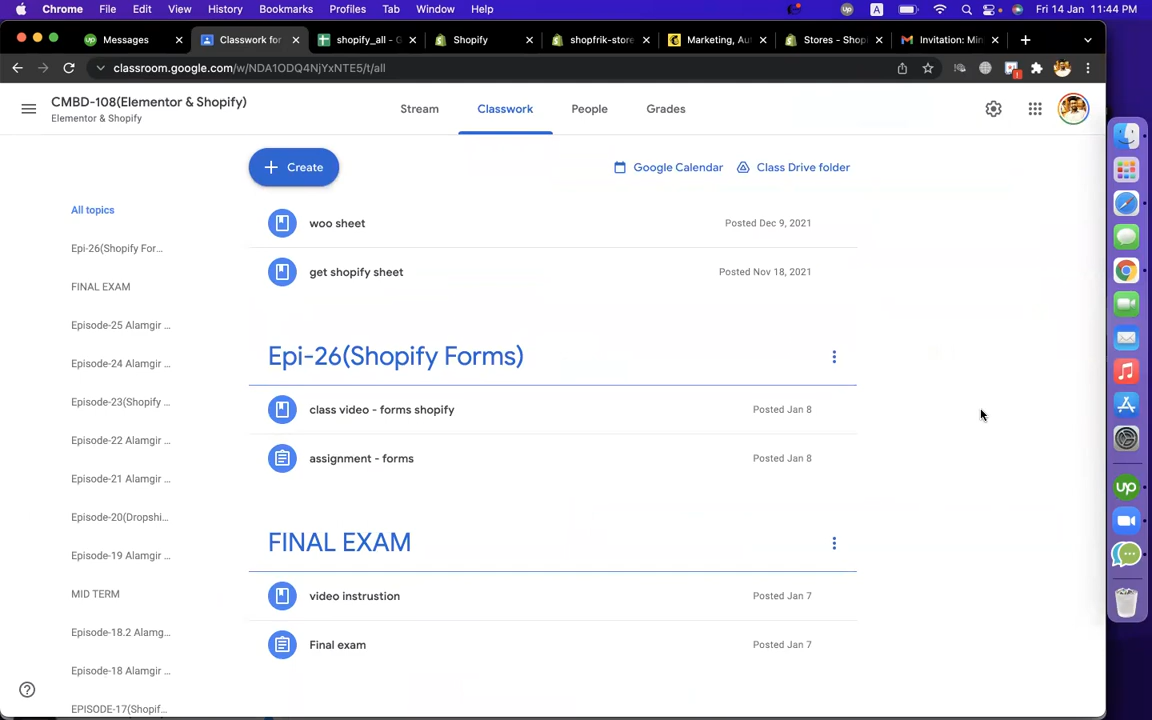 Chrome File Edit View History Bookmarks Profiles Tab Window Help A Fri 14 Jan 11:44 PM
up Messages Classwork for shopify_all - G Shopify shopfrik-store Marketing, Au Stores - Shop Invitation: Min
classroom.google.com/w/NDA1ODQ4NjYxNTE5/t/all
CMBD-108(Elementor & Shopify)
Elementor & Shopify
Stream Classwork People Grades
Create
Google Calendar Class Drive folder
All topics
Epi-26(Shopify For...
FINAL EXAM
Episode-25 Alamgir ...
Episode-24 Alamgir ...
Episode-23(Shopify ...
Episode-22 Alamgir ...
Episode-21 Alamgir ...
Episode-20(Dropshi...
Episode-19 Alamgir ...
MID TERM
Episode-18.2 Alamg...
Episode-18 Alamgir ...
EPISODE-17(Shopif...
woo sheet Posted Dec 9, 2021
get shopify sheet Posted Nov 18, 2021
Epi-26(Shopify Forms)
class video - forms shopify Posted Jan 8
assignment - forms Posted Jan 8
FINAL EXAM
video instrustion Posted Jan 7
Final exam Posted Jan 7
up